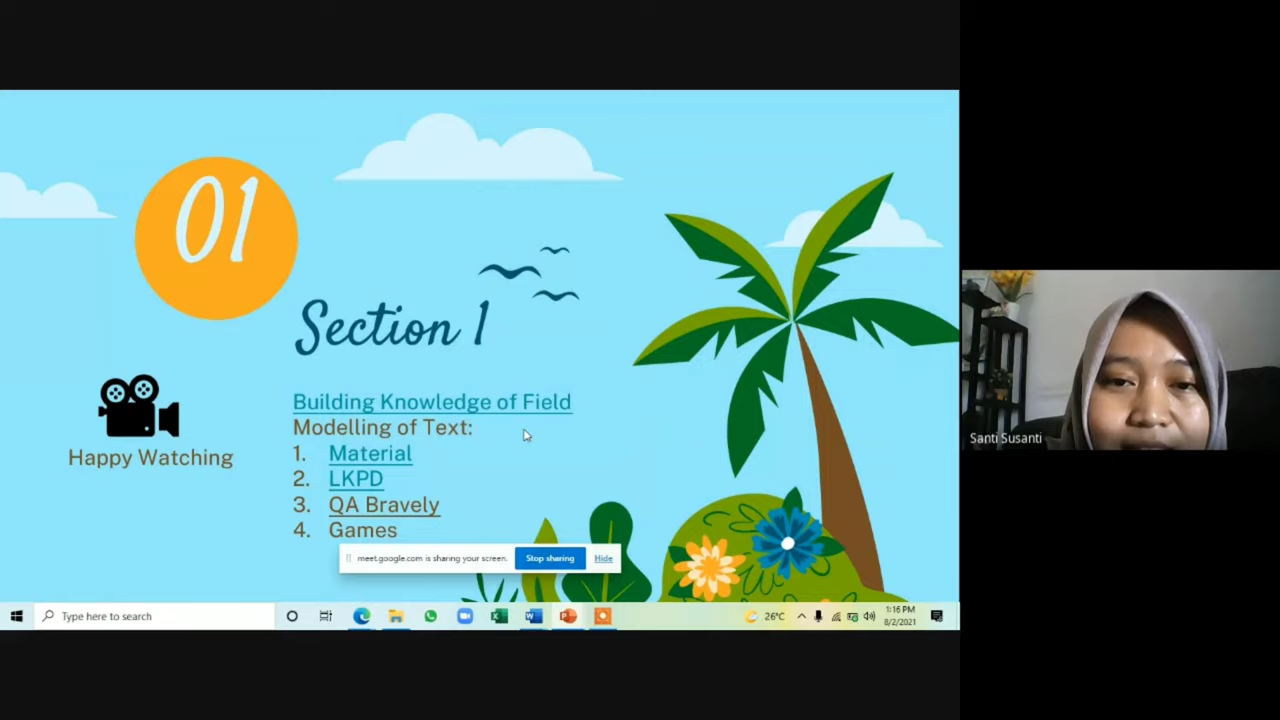 01
Section 1
Building Knowledge of Field
Modelling of Text:
1. Material
2. LKPD
3. QA Bravely
4. Games
Happy Watching
meet.google.com is sharing your screen.
Stop sharing
Hide
Type here to search
26°C
1:16 PM
8/2/2021
Santi Susanti